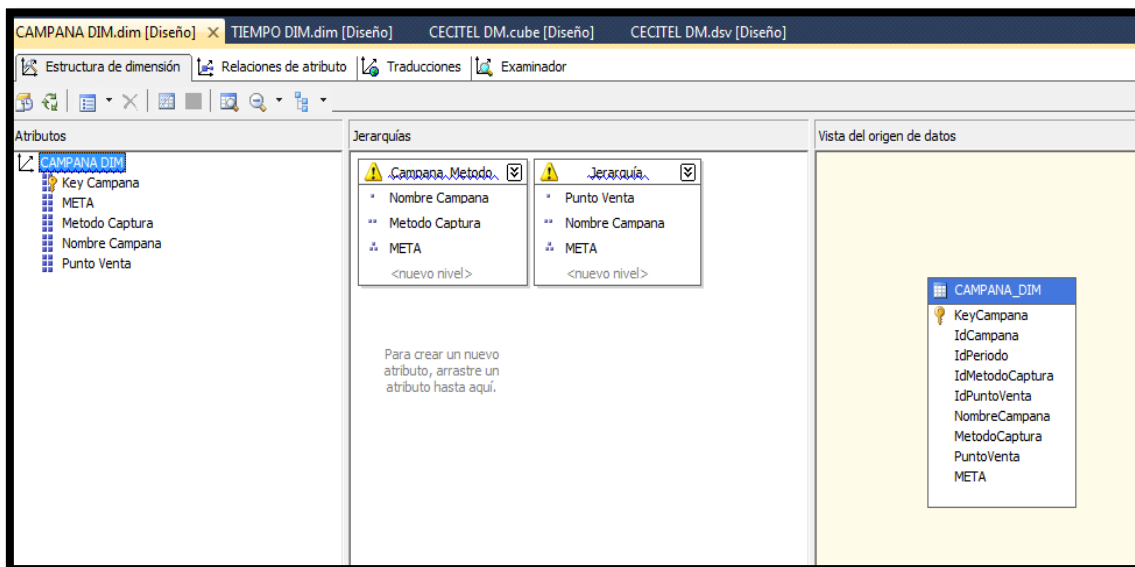 CAMPANA DIM.dim [Diseño] TIEMPO DIM.dim [Diseño] CECITEL DM.cube [Diseño] CECITEL DM.dsv [Diseño]
Estructura de dimensión Relaciones de atributo Traducciones Examinador
Atributos
CAMPANA DIM
Key Campana
META
Metodo Captura
Nombre Campana
Punto Venta
Jerarquías
Campana Metodo
Nombre Campana
Metodo Captura
META
<nuevo nivel>
Jerarquía
Punto Venta
Nombre Campana
META
<nuevo nivel>
Para crear un nuevo
atributo, arrastre un
atributo hasta aquí.
Vista del origen de datos
CAMPANA_DIM
KeyCampana
IdCampana
IdPeriodo
IdMetodoCaptura
IdPuntoVenta
NombreCampana
MetodoCaptura
PuntoVenta
META